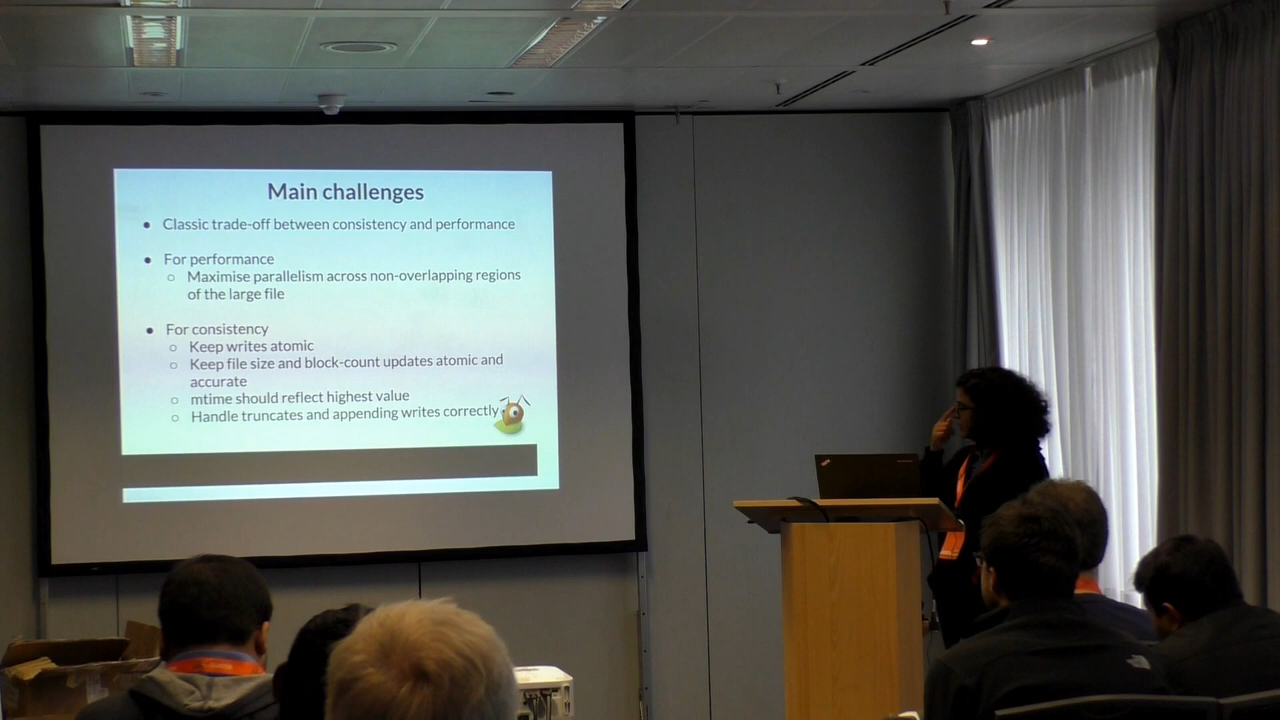 Main challenges
● Classic trade-off between consistency and performance
● For performance
○ Maximise parallelism across non-overlapping regions
of the large file
● For consistency
○ Keep writes atomic
○ Keep file size and block-count updates atomic and
accurate
○ mtime should reflect highest value
○ Handle truncates and appending writes correctly